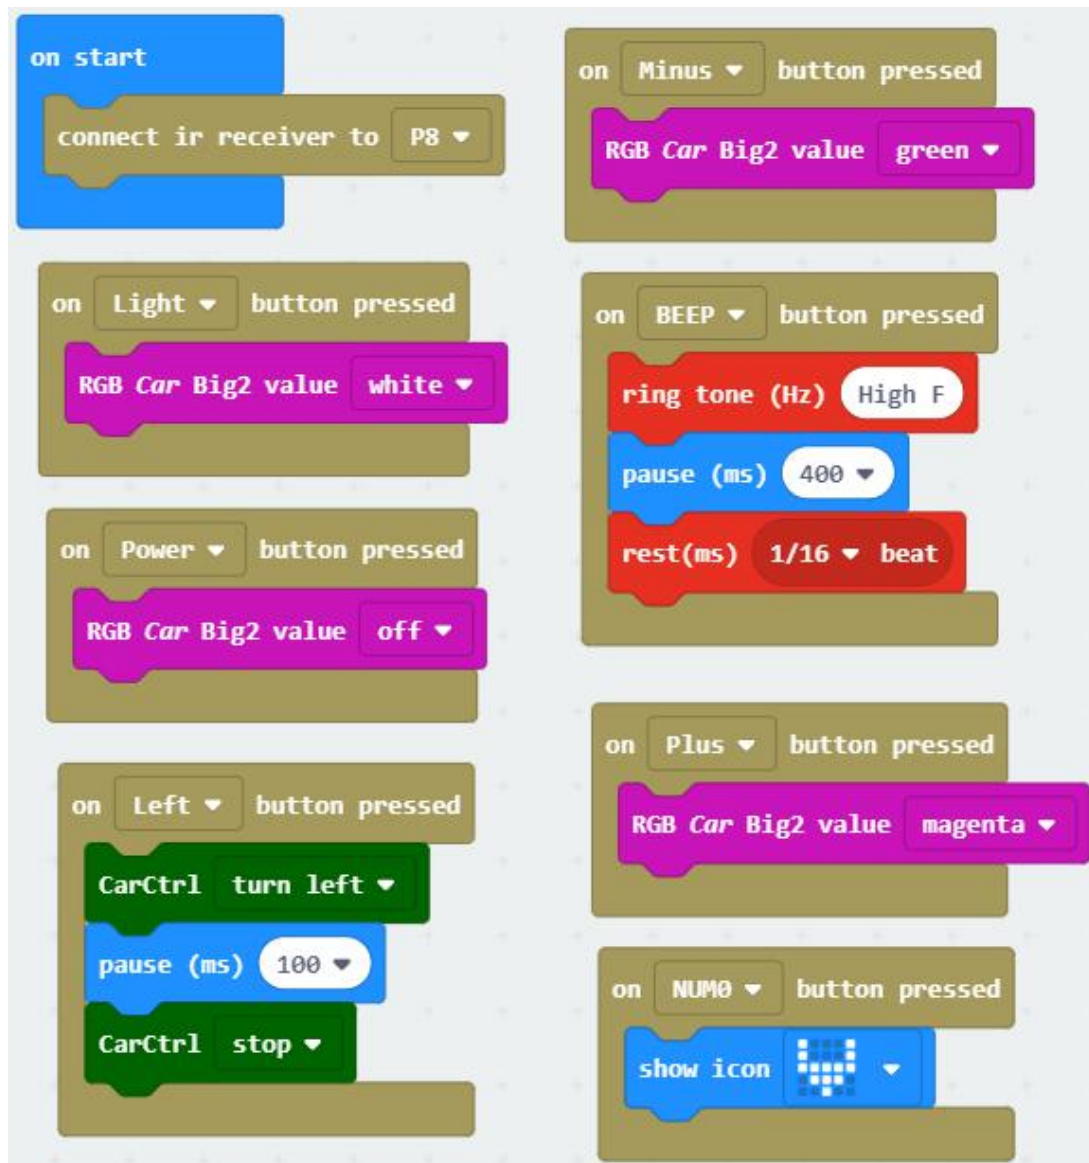 on start
connect ir receiver to P8
on Light button pressed
RGB Car Big2 value white
on Power button pressed
RGB Car Big2 value off
on Left button pressed
CarCtrl turn left
pause (ms) 100
CarCtrl stop
on Minus button pressed
RGB Car Big2 value green
on BEEP button pressed
ring tone (Hz) High F
pause (ms) 400
rest(ms) 1/16 beat
on Plus button pressed
RGB Car Big2 value magenta
on NUM0 button pressed
show icon